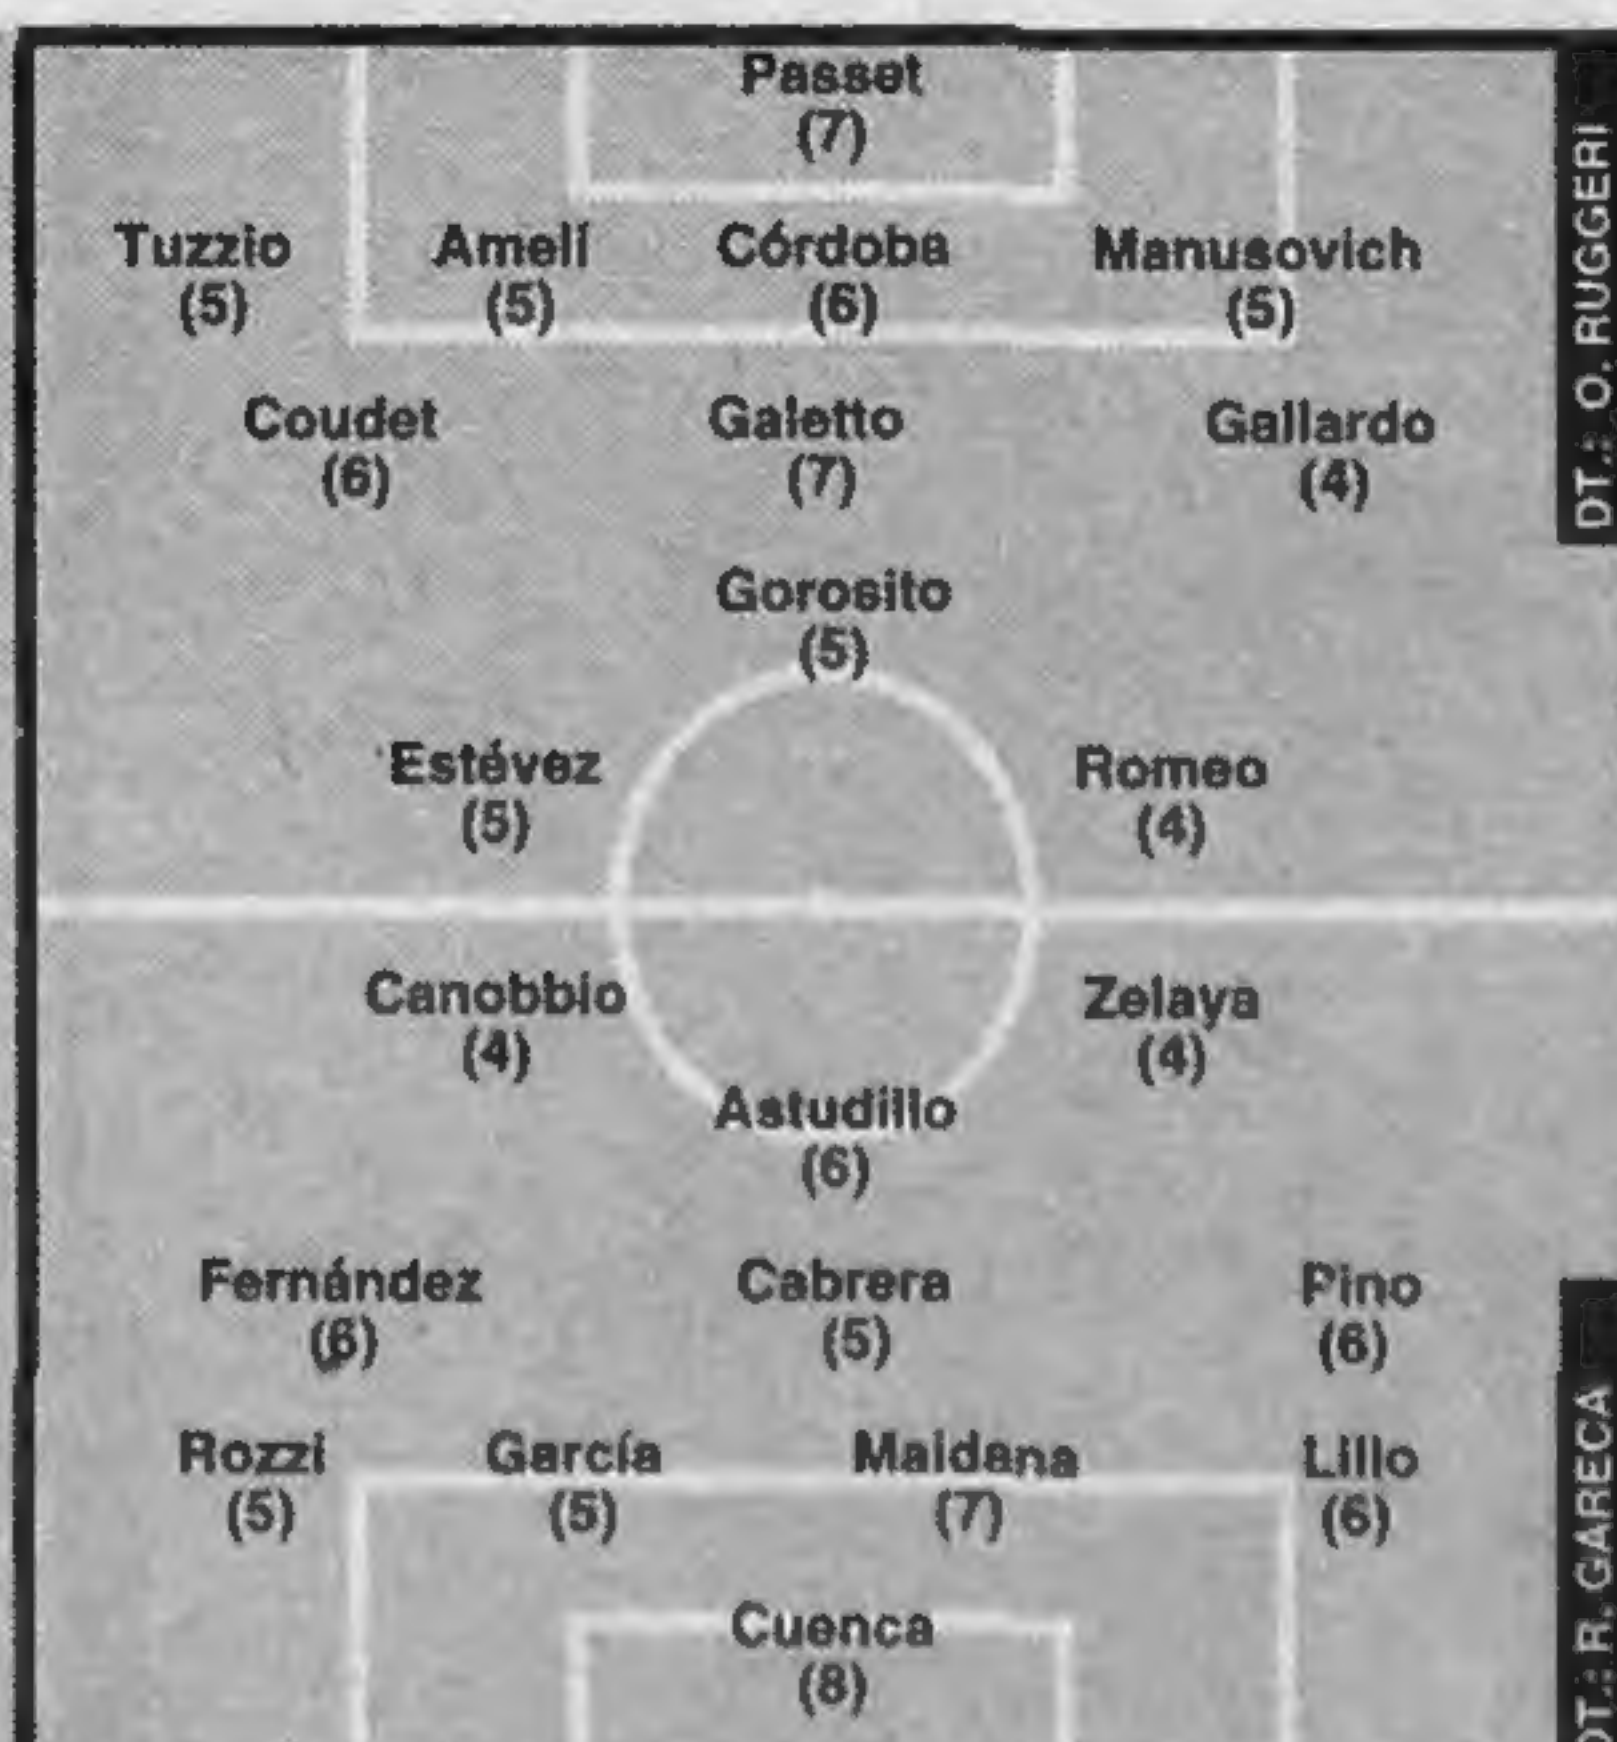 Passet
(7)
Tuzzio Amelí Córdoba Manusovich
(5) (5) (6) (5)
Coudet Galetto Gallardo
(6) (7) (4)
Gorosito
(5)
Estévez Romeo
(5) (4)
Canobbio Zelaya
(4) (4)
Astudillo
(6)
Fernández Cabrera Pino
(6) (5) (6)
Rozzi García Maidana Lillo
(5) (5) (7) (6)
Cuenca
(8)
DT.: O. RUGGERI
DT.: R. GARECA